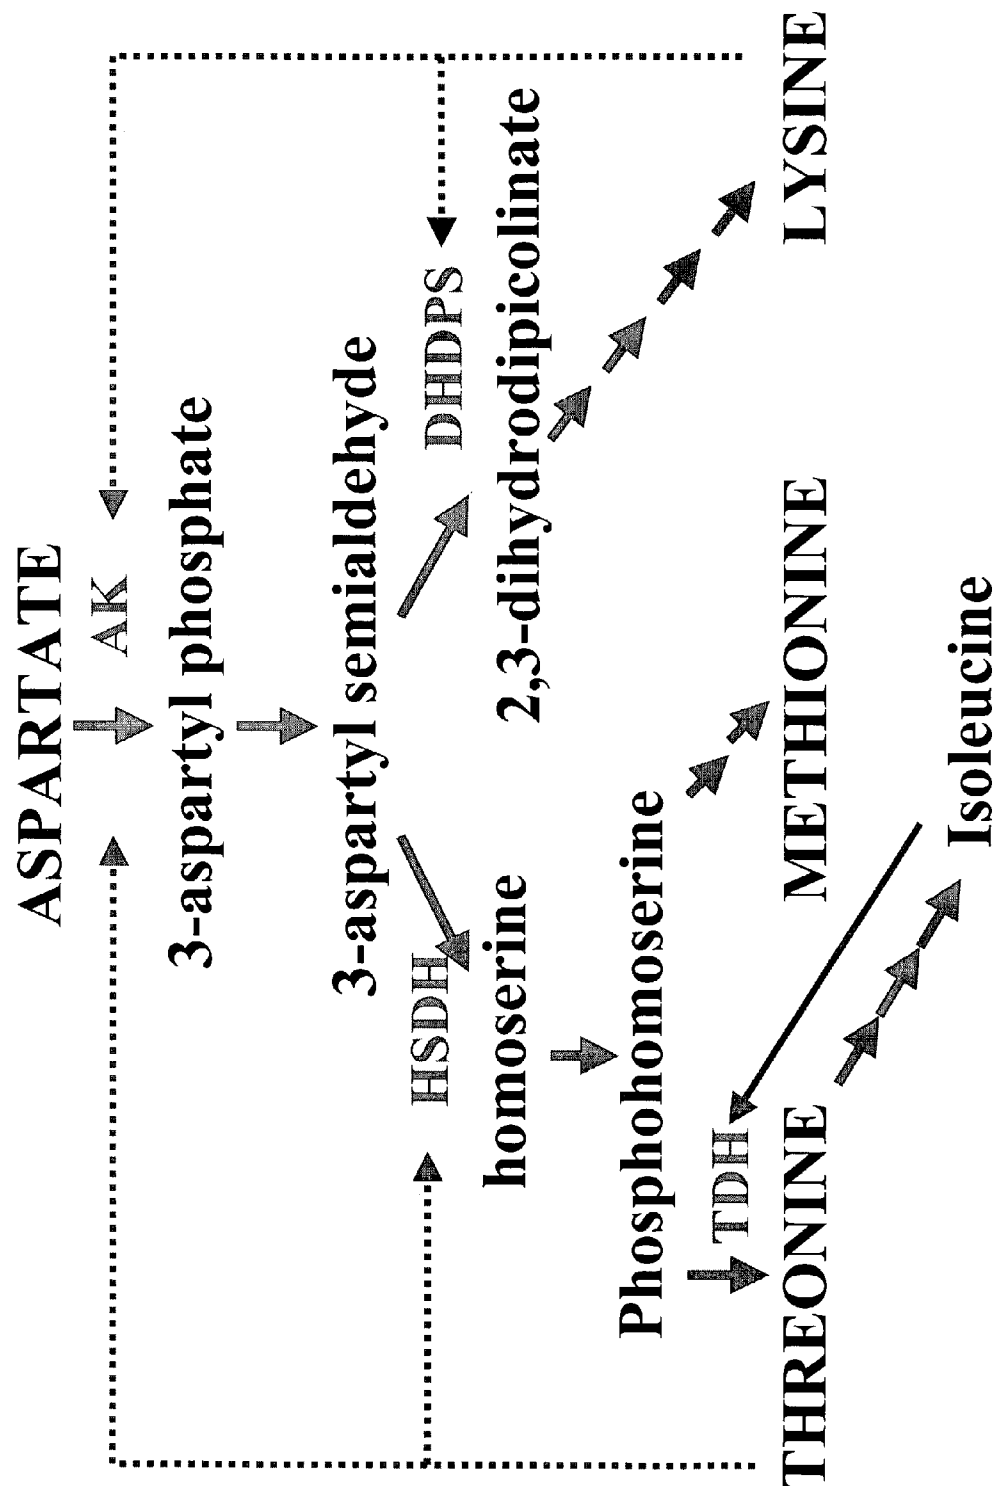 ASPARTATE
AK
3-aspartyl phosphate
3-aspartyl semialdehyde
HSDH
DHDPS
homoserine
2,3-dihydrodipicolinate
Phosphohomoserine
TDH
THREONINE
METHIONINE
LYSINE
Isoleucine